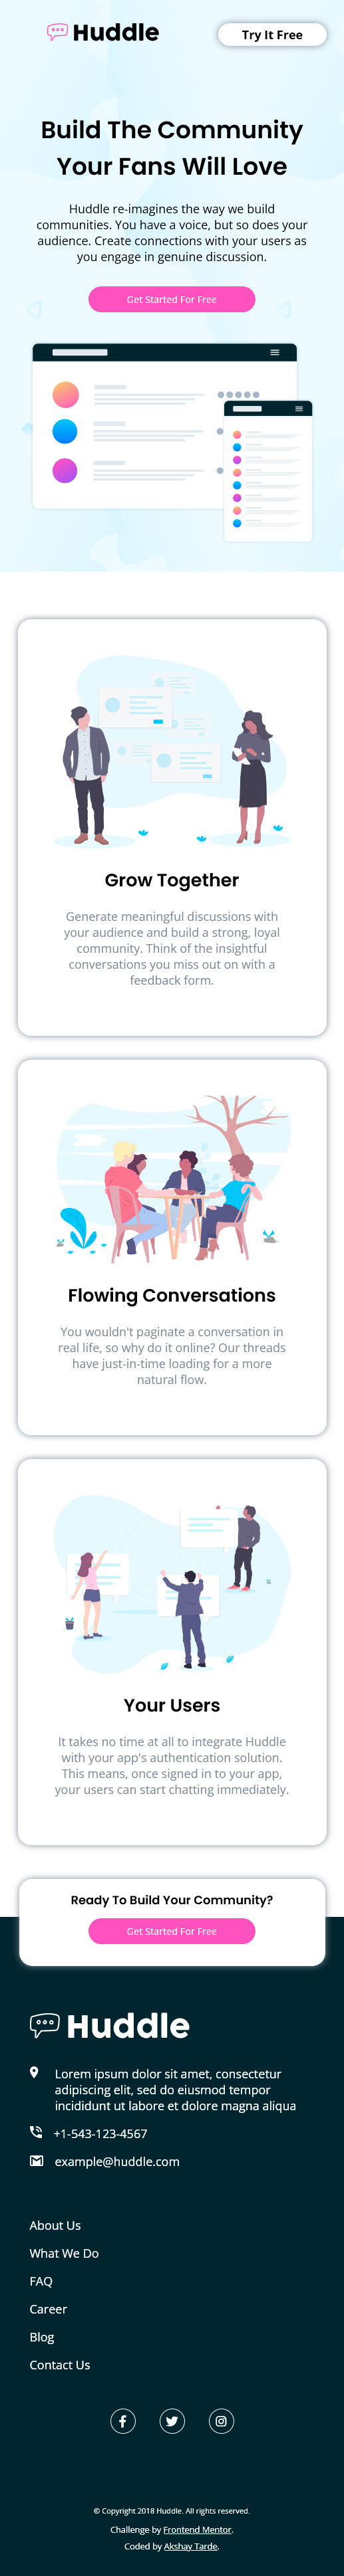 Huddle
Try It Free
Build The Community
Your Fans Will Love
Huddle re-imagines the way we build
communities. You have a voice, but so does your
audience. Create connections with your users as
you engage in genuine discussion.
Get Started For Free
Grow Together
Generate meaningful discussions with
your audience and build a strong, loyal
community. Think of the insightful
conversations you miss out on with a
feedback form.
Flowing Conversations
You wouldn't paginate a conversation in
real life, so why do it online? Our threads
have just-in-time loading for a more
natural flow.
Your Users
It takes no time at all to integrate Huddle
with your app's authentication solution.
This means, once signed in to your app,
your users can start chatting immediately.
Ready To Build Your Community?
Get Started For Free
Huddle
Lorem ipsum dolor sit amet, consectetur
adipiscing elit, sed do eiusmod tempor
incididunt ut labore et dolore magna aliqua
+1-543-123-4567
example@huddle.com
About Us
What We Do
FAQ
Career
Blog
Contact Us
© Copyright 2018 Huddle. All rights reserved.
Challenge by Frontend Mentor.
Coded by Akshay Tarde.